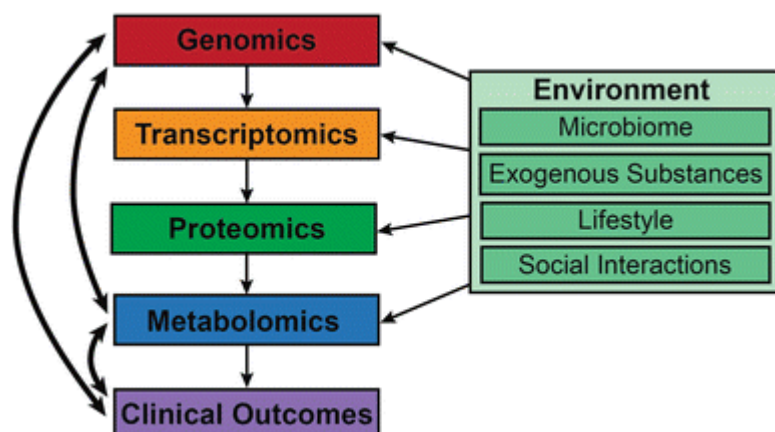 Genomics
Transcriptomics
Proteomics
Metabolomics
Clinical Outcomes
Environment
Microbiome
Exogenous Substances
Lifestyle
Social Interactions